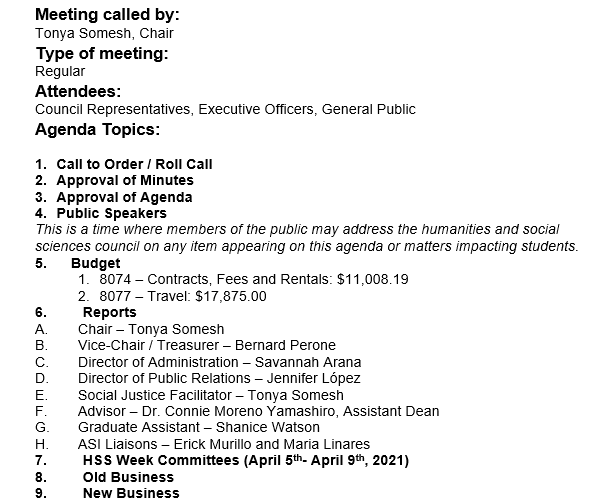 Meeting called by:
Tonya Somesh, Chair
Type of meeting:
Regular
Attendees:
Council Representatives, Executive Officers, General Public
Agenda Topics:
1. Call to Order / Roll Call
2. Approval of Minutes
3. Approval of Agenda
4. Public Speakers
This is a time where members of the public may address the humanities and social
sciences council on any item appearing on this agenda or matters impacting students.
5. Budget
1. 8074 – Contracts, Fees and Rentals: $11,008.19
2. 8077 – Travel: $17,875.00
6. Reports
A. Chair – Tonya Somesh
B. Vice-Chair / Treasurer – Bernard Perone
C. Director of Administration – Savannah Arana
D. Director of Public Relations – Jennifer López
E. Social Justice Facilitator – Tonya Somesh
F. Advisor – Dr. Connie Moreno Yamashiro, Assistant Dean
G. Graduate Assistant – Shanice Watson
H. ASI Liaisons – Erick Murillo and Maria Linares
7. HSS Week Committees (April 5th- April 9th, 2021)
8. Old Business
9. New Business